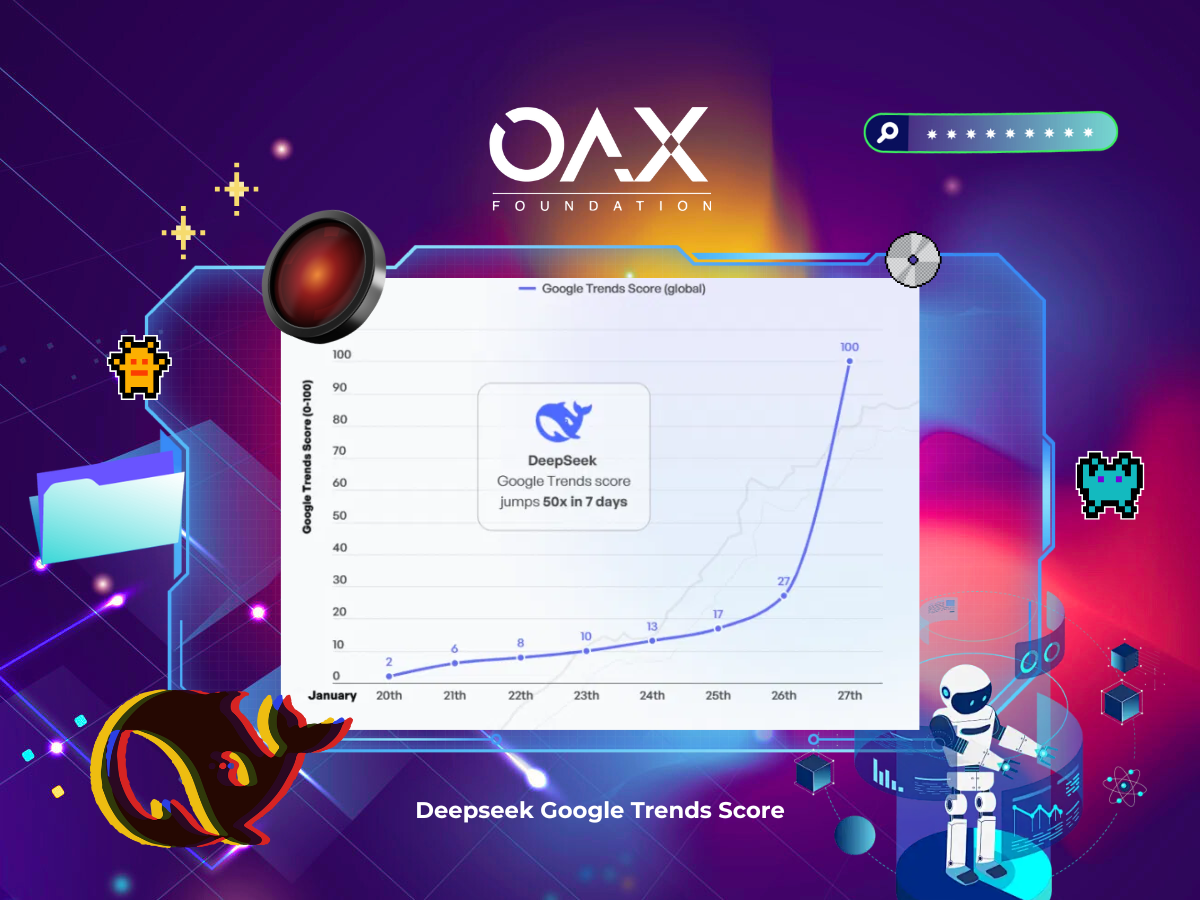 OAX
FOUNDATION
* * * * * * * * *
Google Trends Score (global)
Google Trends Score (0-100)
100
90
80
70
60
50
40
30
20
10
0
DeepSeek
Google Trends score
jumps 50x in 7 days
2
6
8
10
13
17
27
100
January 20th 21th 22th 23th 24th 25th 26th 27th
Deepseek Google Trends Score